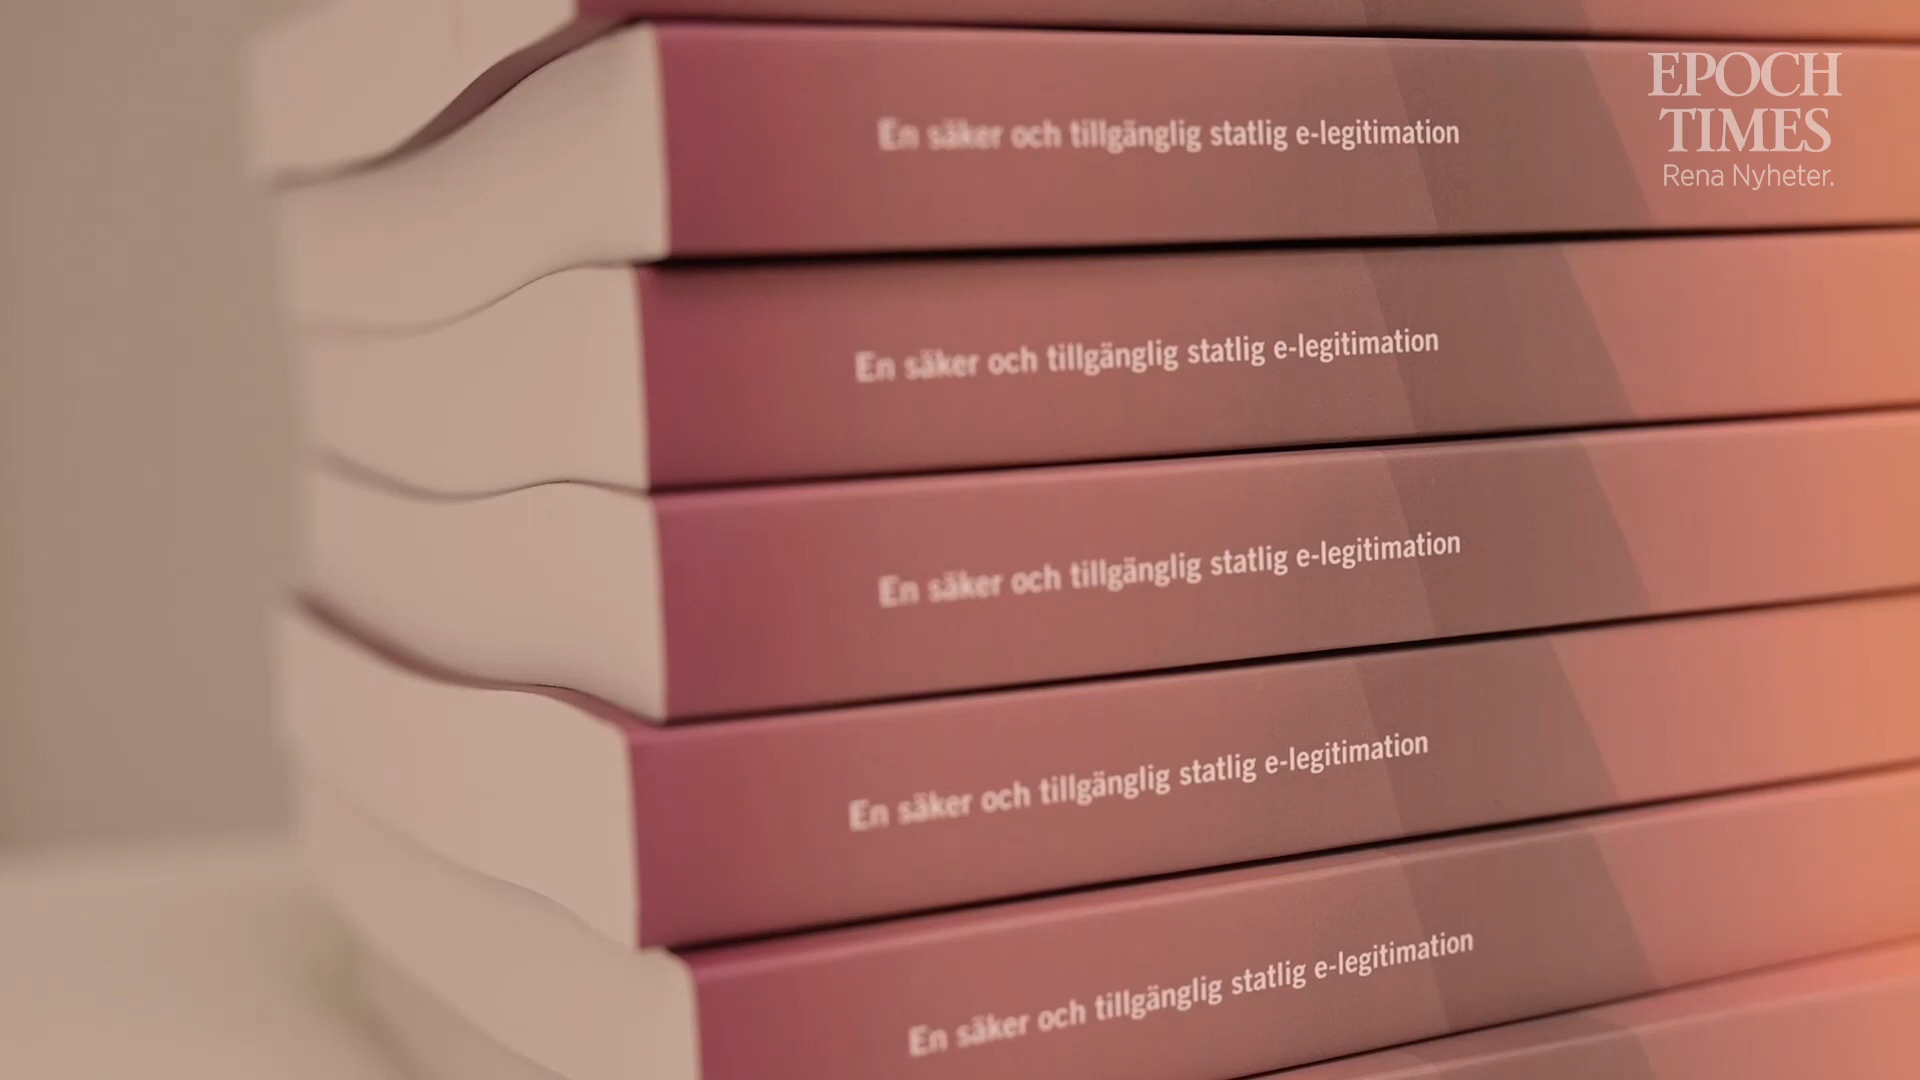 EPOCH
TIMES
Rena Nyheter.
En säker och tillgänglig statlig e-legitimation
En säker och tillgänglig statlig e-legitimation
En säker och tillgänglig statlig e-legitimation
En säker och tillgänglig statlig e-legitimation
En säker och tillgänglig statlig e-legitimation